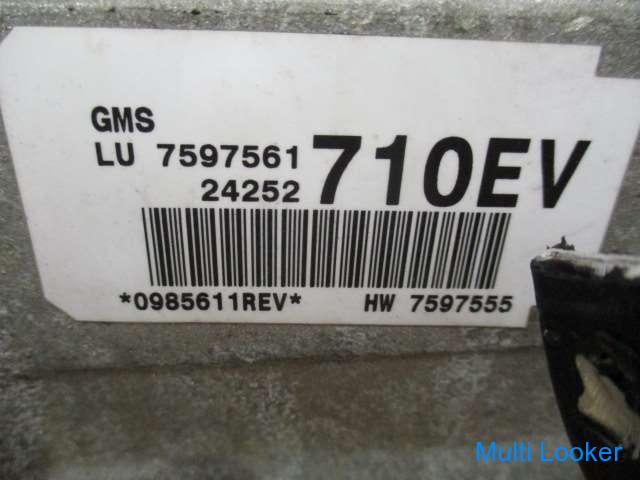 GMS
LU 7597561 710EV
24252
*0985611REV* HW 7597555
Multi Looker